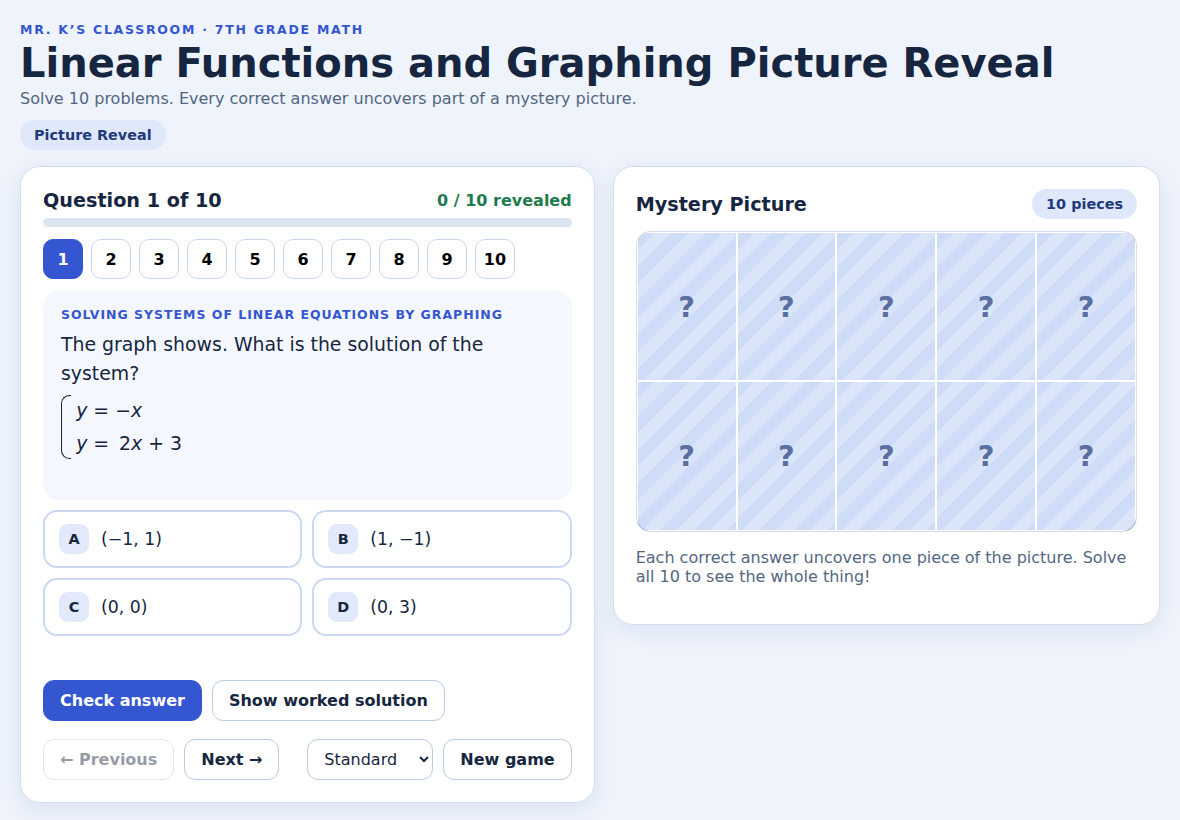 MR. K’S CLASSROOM · 7TH GRADE MATH
Linear Functions and Graphing Picture Reveal
Solve 10 problems. Every correct answer uncovers part of a mystery picture.
Picture Reveal
Question 1 of 10
0 / 10 revealed
1 2 3 4 5 6 7 8 9 10
SOLVING SYSTEMS OF LINEAR EQUATIONS BY GRAPHING
The graph shows. What is the solution of the
system?
y = −x
y = 2x + 3
A (−1, 1)
B (1, −1)
C (0, 0)
D (0, 3)
Check answer
Show worked solution
← Previous
Next →
Standard
New game
Mystery Picture
10 pieces
? ? ? ? ?
? ? ? ? ?
Each correct answer uncovers one piece of the picture. Solve
all 10 to see the whole thing!